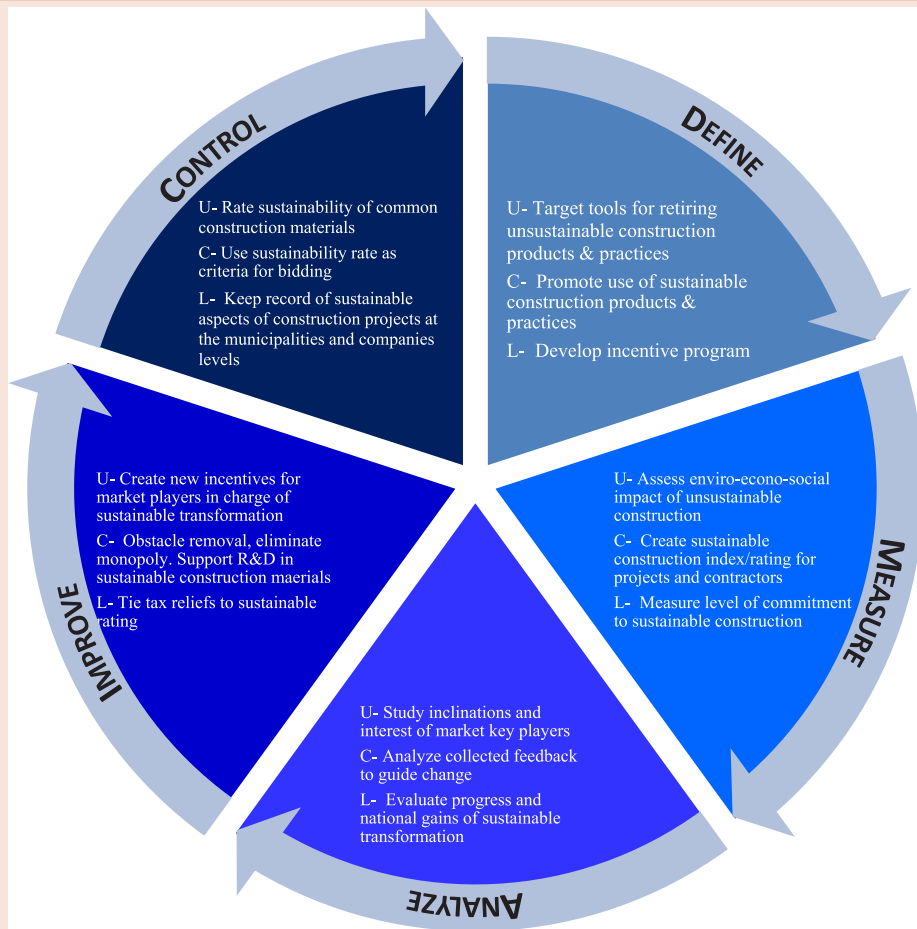 DEFINE
U- Target tools for retiring
unsustainable construction
products & practices
C- Promote use of sustainable
construction products &
practices
L- Develop incentive program
MEASURE
U- Assess enviro-econo-social
impact of unsustainable
construction
C- Create sustainable
construction index/rating for
projects and contractors
L- Measure level of commitment
to sustainable construction
ANALYZE
U- Study inclinations and
interest of market key players
C- Analyze collected feedback
to guide change
L- Evaluate progress and
national gains of sustainable
transformation
IMPROVE
U- Create new incentives for
market players in charge of
sustainable transformation
C- Obstacle removal, eliminate
monopoly. Support R&D in
sustainable construction maerials
L- Tie tax reliefs to sustainable
rating
CONTROL
U- Rate sustainability of common
construction materials
C- Use sustainability rate as
criteria for bidding
L- Keep record of sustainable
aspects of construction projects at
the municipalities and companies
levels